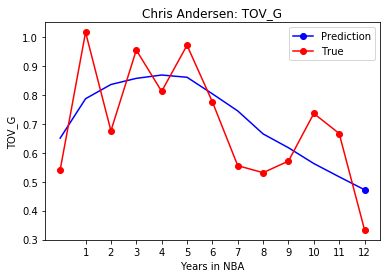 Chris Andersen: TOV_G
Prediction
True
TOV_G
1.0
0.9
0.8
0.7
0.6
0.5
0.4
0.3
1 2 3 4 5 6 7 8 9 10 11 12
Years in NBA